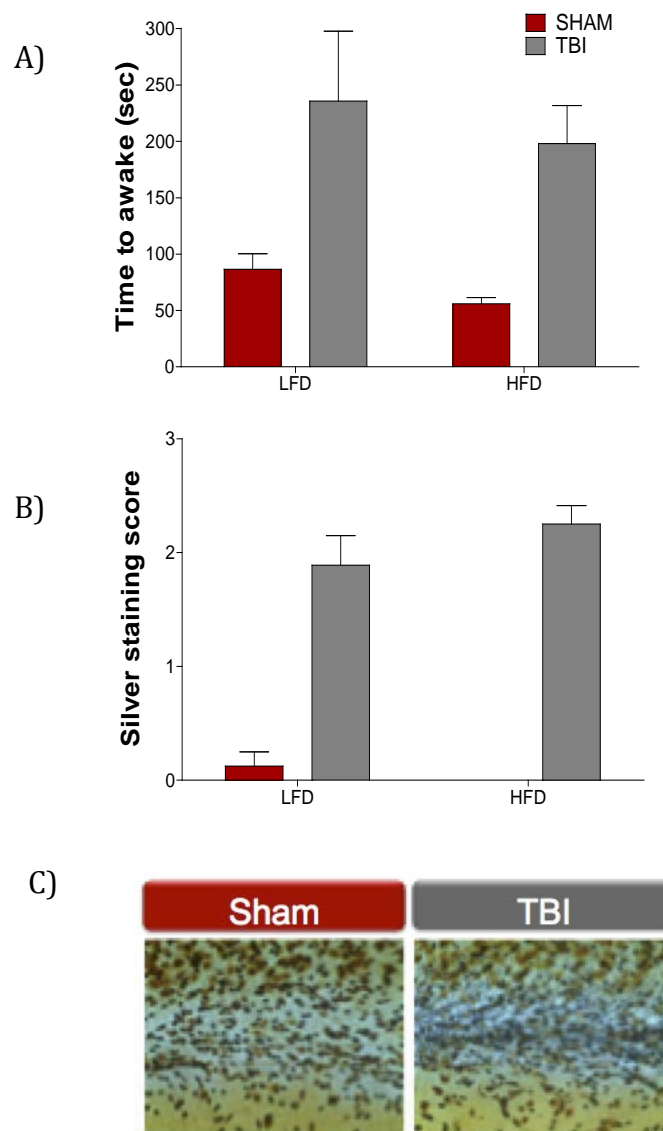 A)
SHAM
TBI
Time to awake (sec)
300
250
200
150
100
50
0
LFD HFD
B)
Silver staining score
3
2
1
0
LFD HFD
C)
Sham TBI